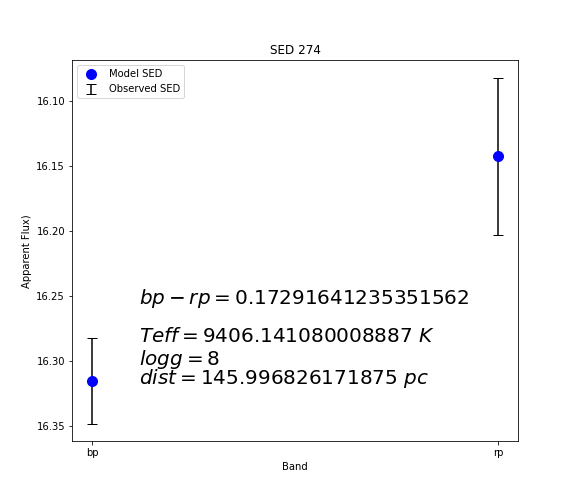 SED 274
Model SED
Observed SED
16.10
16.15
16.20
16.25
16.30
16.35
Apparent Flux)
bp − rp = 0.17291641235351562
Teff = 9406.141080008887 K
logg = 8
dist = 145.996826171875 pc
bp
rp
Band